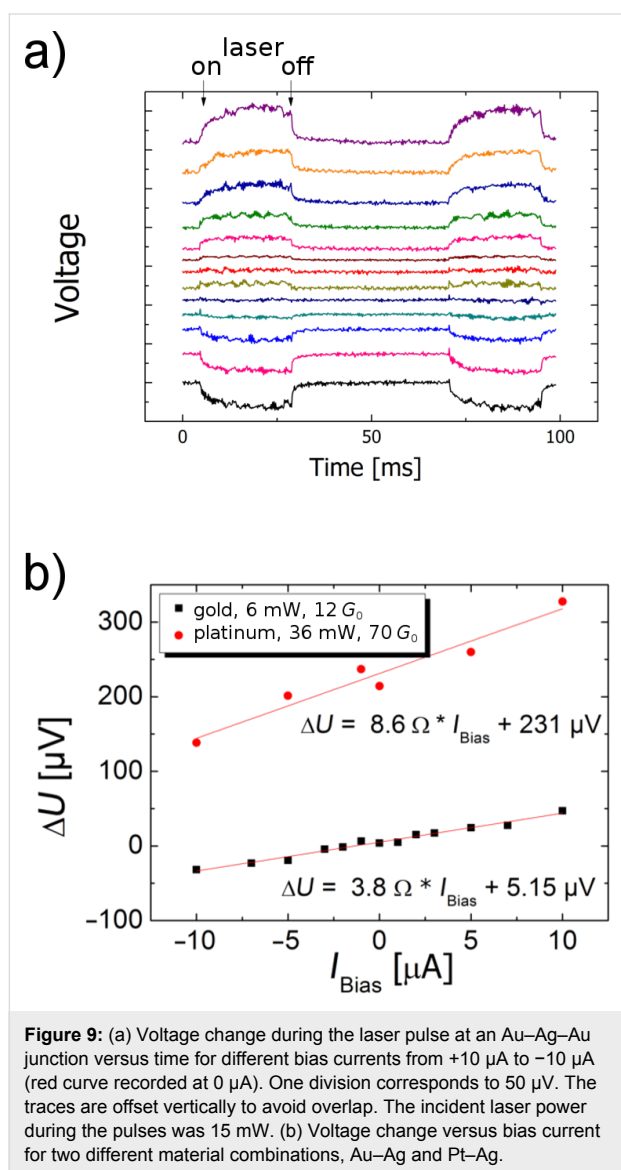 a)
laser
on off
Voltage
0 50 100
Time [ms]
b)
gold, 6 mW, 12 G₀
platinum, 36 mW, 70 G₀
300
200
100
0
−100
ΔU [µV]
ΔU = 8.6 Ω * I_Bias + 231 µV
ΔU = 3.8 Ω * I_Bias + 5.15 µV
−10 −5 0 5 10
I_Bias [µA]
Figure 9: (a) Voltage change during the laser pulse at an Au–Ag–Au
junction versus time for different bias currents from +10 µA to −10 µA
(red curve recorded at 0 µA). One division corresponds to 50 µV. The
traces are offset vertically to avoid overlap. The incident laser power
during the pulses was 15 mW. (b) Voltage change versus bias current
for two different material combinations, Au–Ag and Pt–Ag.